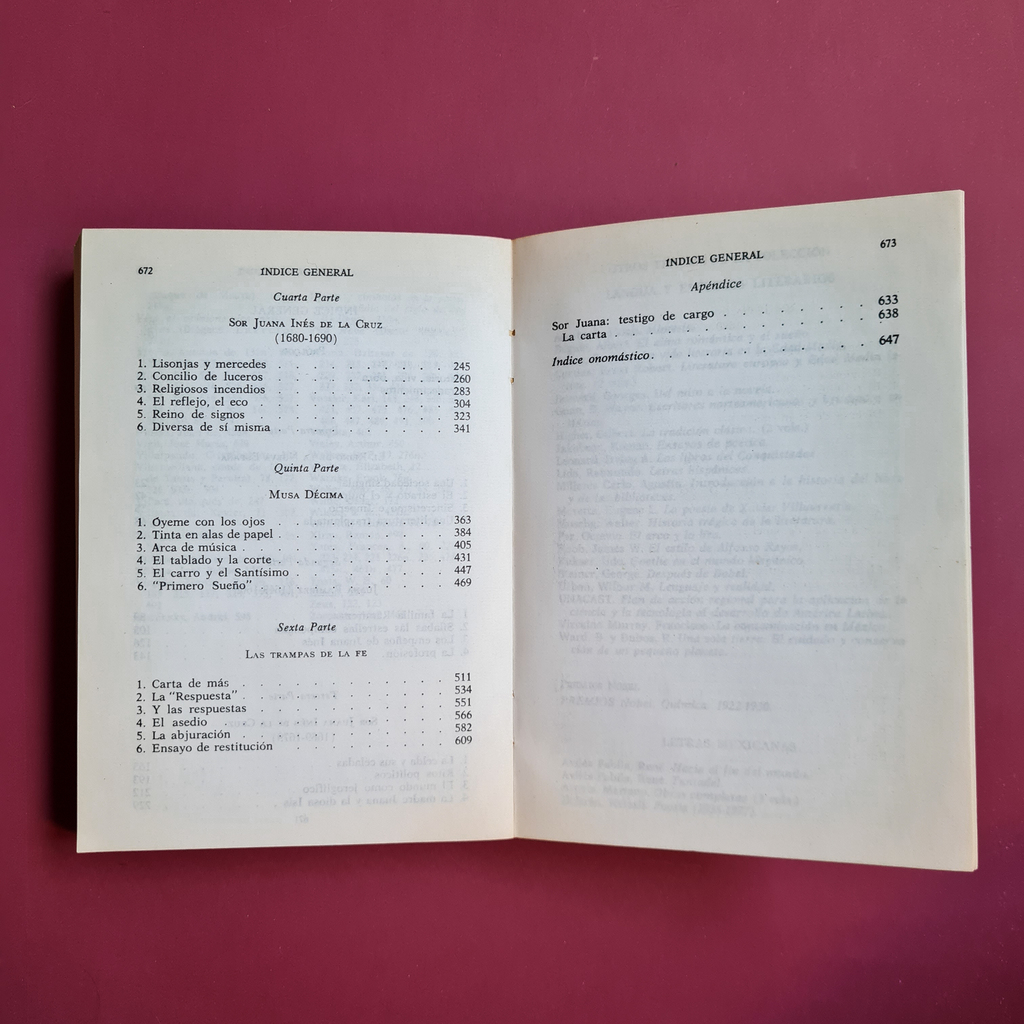 672
ÍNDICE GENERAL
Cuarta Parte
SOR JUANA INÉS DE LA CRUZ
(1680-1690)
1. Lisonjas y mercedes . . . . . . . . . 245
2. Concilio de luceros . . . . . . . . . 260
3. Religiosos incendios . . . . . . . . . 283
4. El reflejo, el eco . . . . . . . . . . 304
5. Reino de signos . . . . . . . . . . 323
6. Diversa de sí misma . . . . . . . . . 341
Quinta Parte
MUSA DÉCIMA
1. Óyeme con los ojos . . . . . . . . . 363
2. Tinta en alas de papel . . . . . . . . . 384
3. Arca de música . . . . . . . . . . 405
4. El tablado y la corte . . . . . . . . . 431
5. El carro y el Santísimo . . . . . . . . 447
6. "Primero Sueño" . . . . . . . . . . 469
Sexta Parte
LAS TRAMPAS DE LA FE
1. Carta de más . . . . . . . . . . 511
2. La "Respuesta" . . . . . . . . . . 534
3. Y las respuestas . . . . . . . . . . 551
4. El asedio . . . . . . . . . . . 566
5. La abjuración . . . . . . . . . . 582
6. Ensayo de restitución . . . . . . . . 609
ÍNDICE GENERAL
673
Apéndice
Sor Juana: testigo de cargo . . . . . . . . 633
La carta . . . . . . . . . . . . 638
Indice onomástico . . . . . . . . . . 647